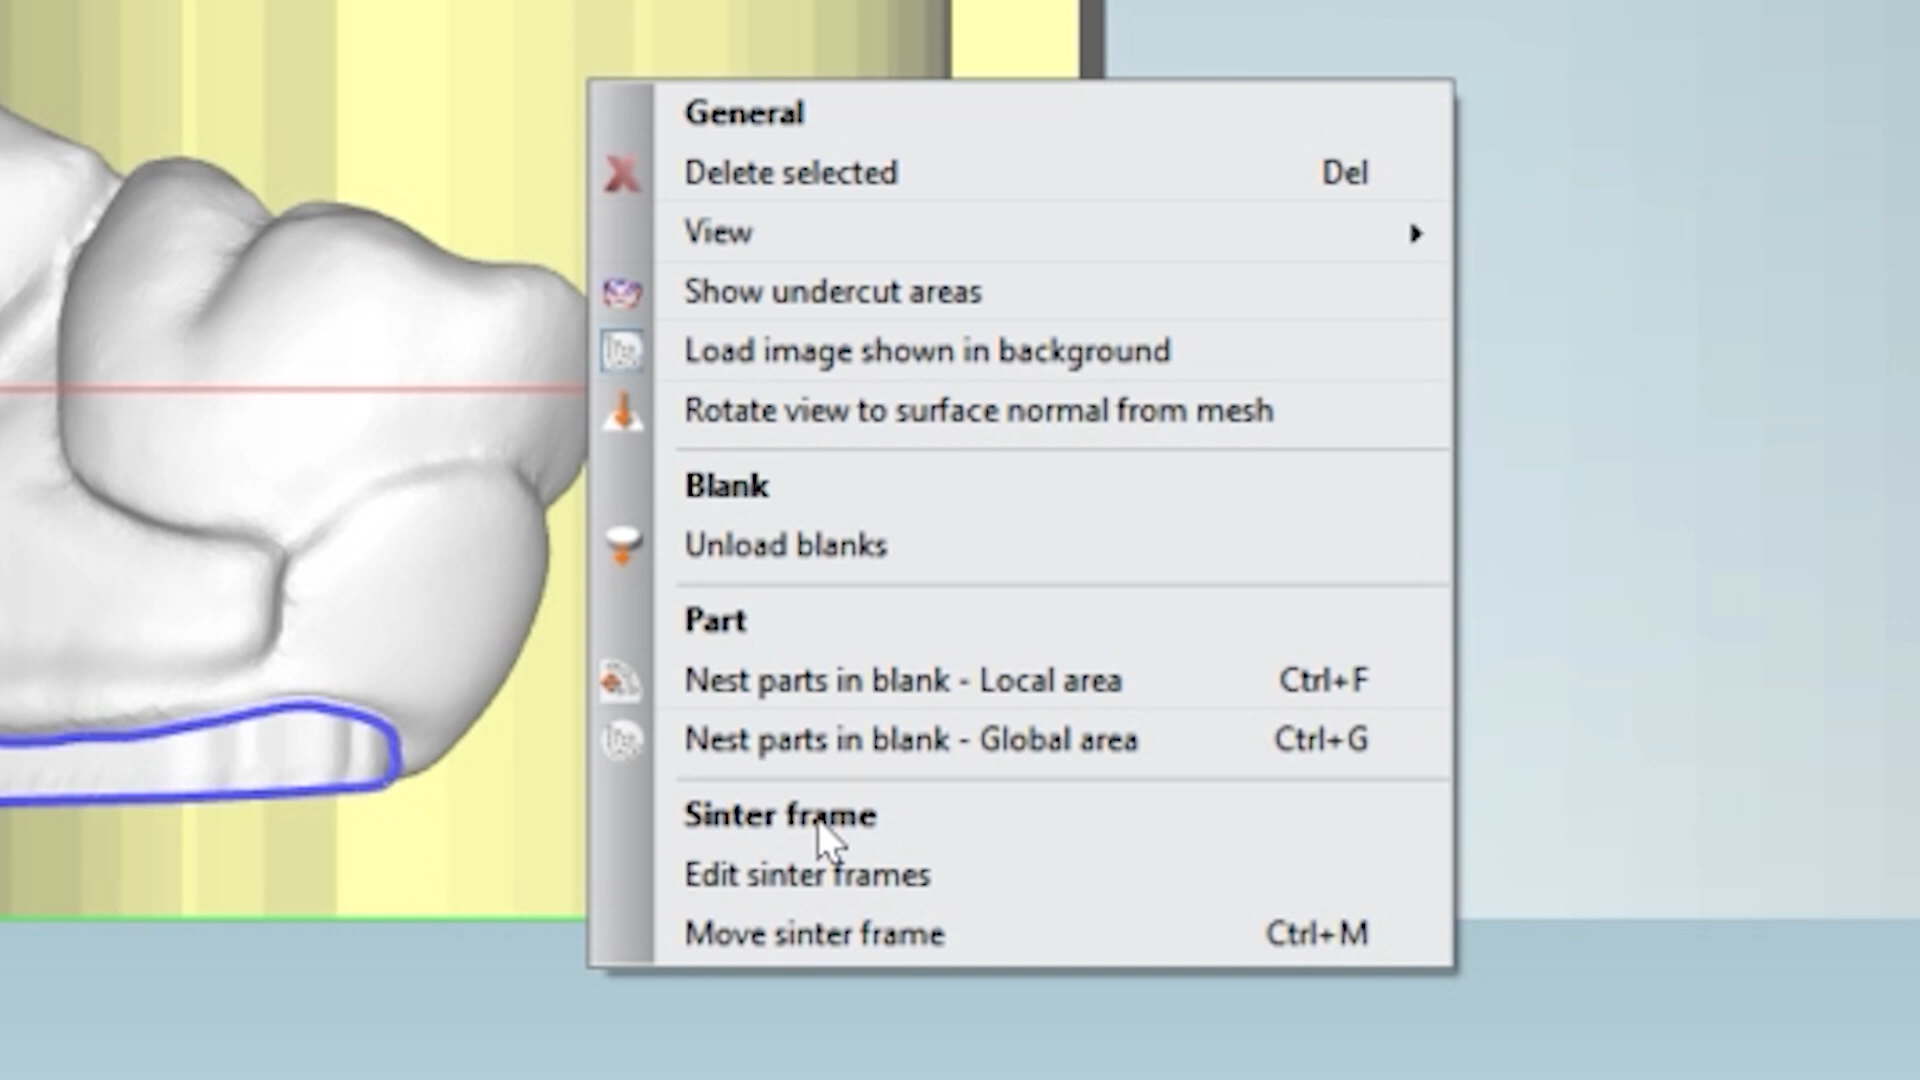 General
Delete selected Del
View
Show undercut areas
Load image shown in background
Rotate view to surface normal from mesh
Blank
Unload blanks
Part
Nest parts in blank - Local area Ctrl+F
Nest parts in blank - Global area Ctrl+G
Sinter frame
Edit sinter frames
Move sinter frame Ctrl+M